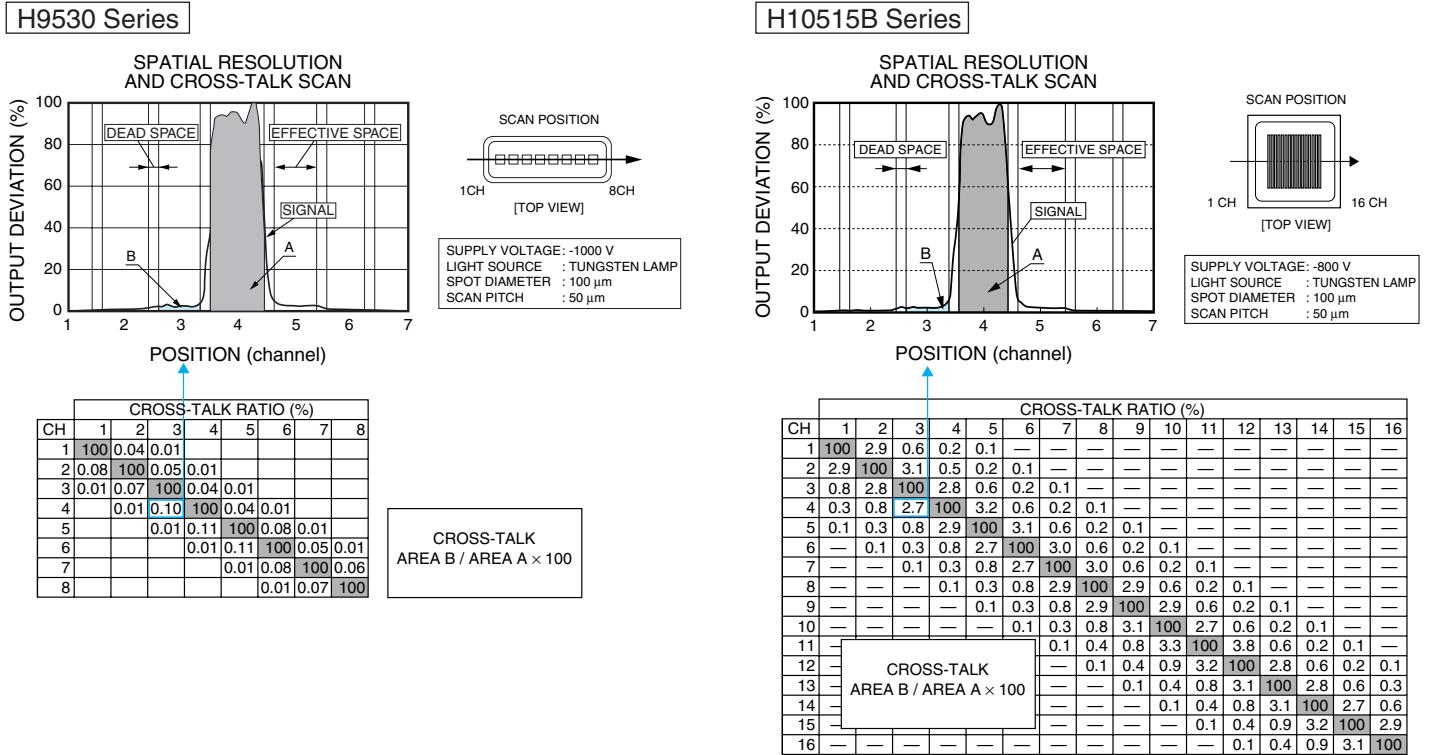 H9530 Series
SPATIAL RESOLUTION
AND CROSS-TALK SCAN
OUTPUT DEVIATION (%)
100
80
60
40
20
0
DEAD SPACE
EFFECTIVE SPACE
SIGNAL
B
A
1 2 3 4 5 6 7
POSITION (channel)
SCAN POSITION
1CH
8CH
[TOP VIEW]
SUPPLY VOLTAGE: -1000 V
LIGHT SOURCE : TUNGSTEN LAMP
SPOT DIAMETER : 100 μm
SCAN PITCH : 50 μm
CROSS-TALK RATIO (%)
CH 1 2 3 4 5 6 7 8
1 100 0.04 0.01
2 0.08 100 0.05 0.01
3 0.01 0.07 100 0.04 0.01
4 0.01 0.10 100 0.04 0.01
5 0.01 0.11 100 0.08 0.01
6 0.01 0.11 100 0.05 0.01
7 0.01 0.08 100 0.06
8 0.01 0.07 100
CROSS-TALK
AREA B / AREA A × 100
H10515B Series
SPATIAL RESOLUTION
AND CROSS-TALK SCAN
OUTPUT DEVIATION (%)
100
80
60
40
20
0
DEAD SPACE
EFFECTIVE SPACE
SIGNAL
B
A
1 2 3 4 5 6 7
POSITION (channel)
SCAN POSITION
1 CH
16 CH
[TOP VIEW]
SUPPLY VOLTAGE: -800 V
LIGHT SOURCE : TUNGSTEN LAMP
SPOT DIAMETER : 100 μm
SCAN PITCH : 50 μm
CROSS-TALK RATIO (%)
CH 1 2 3 4 5 6 7 8 9 10 11 12 13 14 15 16
1 100 2.9 0.6 0.2 0.1 — — — — — — — — — — —
2 2.9 100 3.1 0.5 0.2 0.1 — — — — — — — — — —
3 0.8 2.8 100 2.8 0.6 0.2 0.1 — — — — — — — — —
4 0.3 0.8 2.7 100 3.2 0.6 0.2 0.1 — — — — — — — —
5 0.1 0.3 0.8 2.9 100 3.1 0.6 0.2 0.1 — — — — — — —
6 — 0.1 0.3 0.8 2.7 100 3.0 0.6 0.2 0.1 — — — — — —
7 — — 0.1 0.3 0.8 2.7 100 3.0 0.6 0.2 0.1 — — — — —
8 — — — 0.1 0.3 0.8 2.9 100 2.9 0.6 0.2 0.1 — — — —
9 — — — — 0.1 0.3 0.8 2.9 100 2.9 0.6 0.2 0.1 — — —
10 — — — — — 0.1 0.3 0.8 3.1 100 2.7 0.6 0.2 0.1 — —
11 — 0.1 0.4 0.8 3.3 100 3.8 0.6 0.2 0.1 —
12 — — 0.1 0.4 0.9 3.2 100 2.8 0.6 0.2 0.1
13 — — — 0.1 0.4 0.8 3.1 100 2.8 0.6 0.3
14 — — — — 0.1 0.4 0.8 3.1 100 2.7 0.6
15 — — — — — 0.1 0.4 0.9 3.2 100 2.9
16 — — — — — — — — — — — 0.1 0.4 0.9 3.1 100
CROSS-TALK
AREA B / AREA A × 100